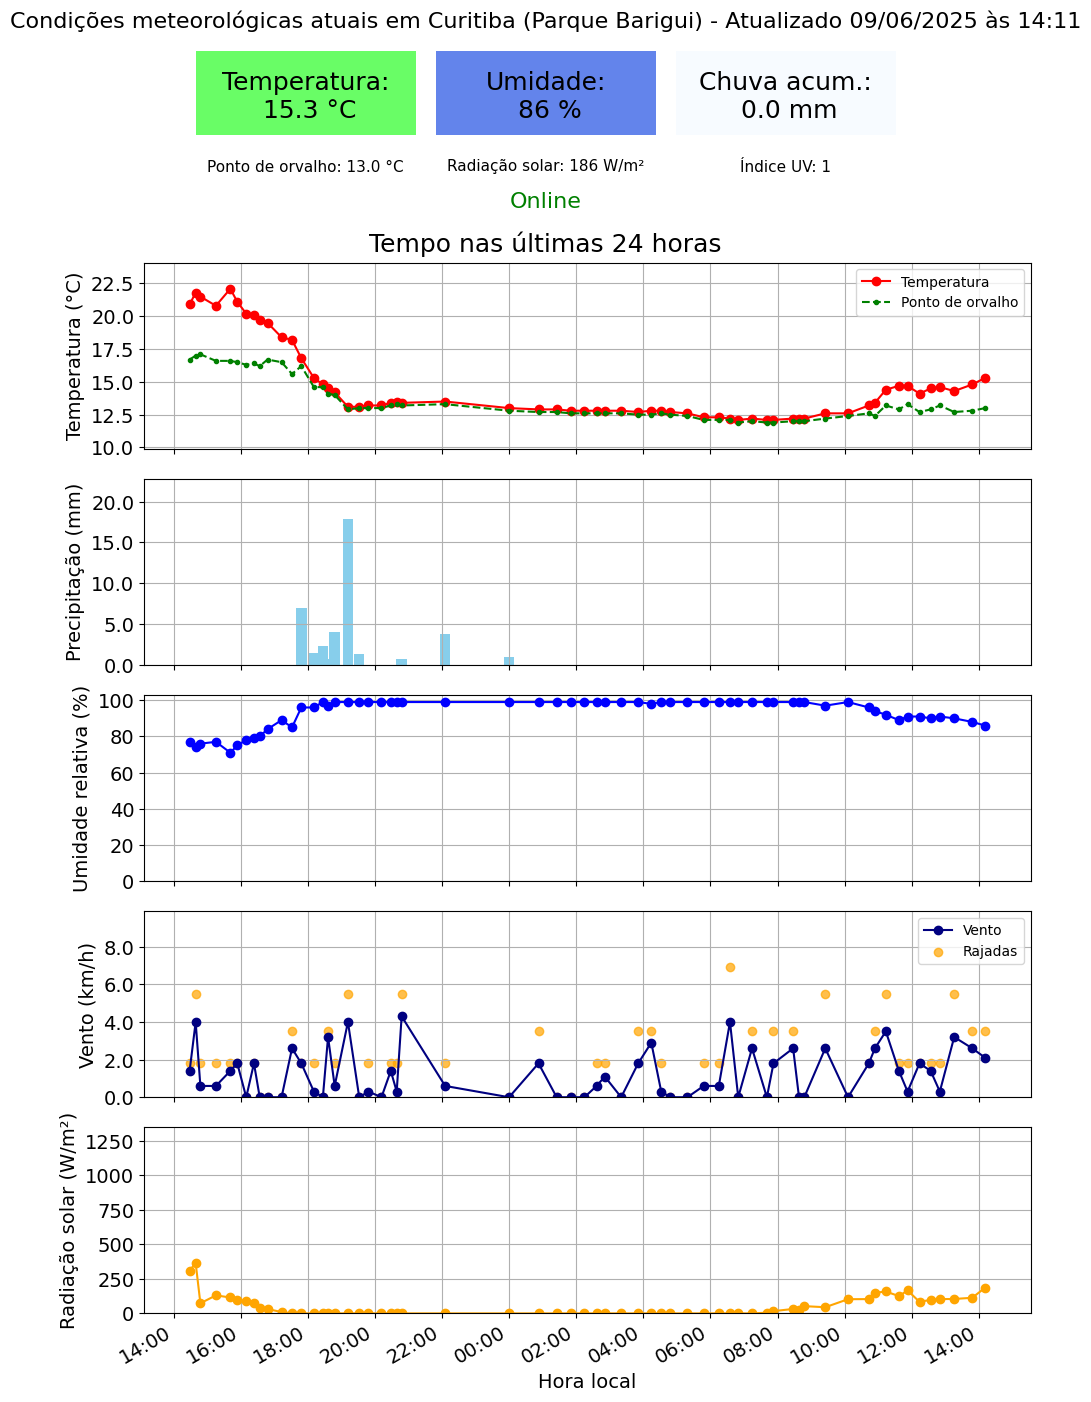 Condições meteorológicas atuais em Curitiba (Parque Barigui) - Atualizado 09/06/2025 às 14:11
Temperatura:
15.3 °C
Umidade:
86 %
Chuva acum.:
0.0 mm
Ponto de orvalho: 13.0 °C
Radiação solar: 186 W/m²
Índice UV: 1
Online
Tempo nas últimas 24 horas
Temperatura (°C)
22.5
20.0
17.5
15.0
12.5
10.0
Temperatura
Ponto de orvalho
Precipitação (mm)
20.0
15.0
10.0
5.0
0.0
Umidade relativa (%)
100
80
60
40
20
0
Vento (km/h)
8.0
6.0
4.0
2.0
0.0
Vento
Rajadas
Radiação solar (W/m²)
1250
1000
750
500
250
0
14:00
16:00
18:00
20:00
22:00
00:00
02:00
04:00
06:00
08:00
10:00
12:00
14:00
Hora local